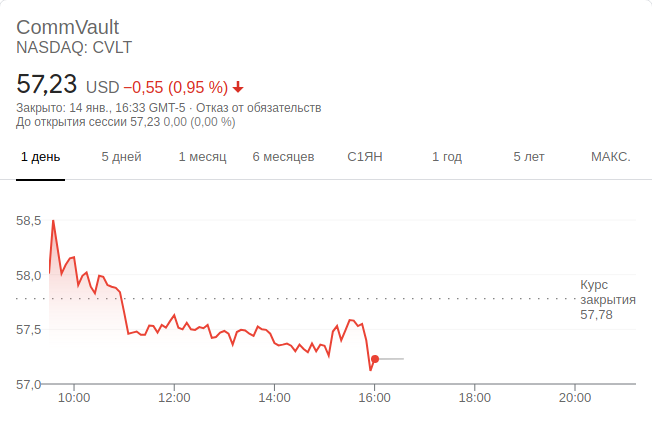 CommVault
NASDAQ: CVLT
57,23 USD −0,55 (0,95 %)
Закрыто: 14 янв., 16:33 GMT-5 · Отказ от обязательств
До открытия сессии 57,23 0,00 (0,00 %)
1 день 5 дней 1 месяц 6 месяцев С1ЯН 1 год 5 лет МАКС.
58,5
58,0
Курс
закрытия
57,78
57,5
57,0
10:00 12:00 14:00 16:00 18:00 20:00